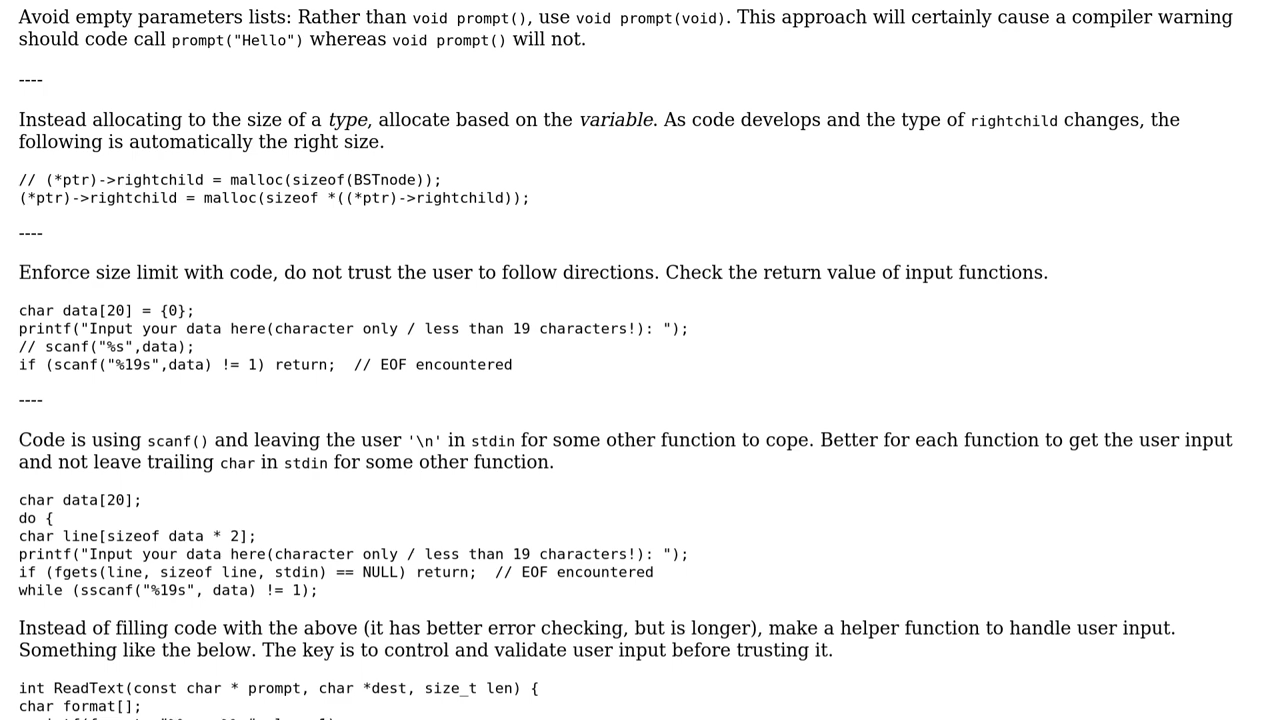 Avoid empty parameters lists: Rather than void prompt(), use void prompt(void). This approach will certainly cause a compiler warning
should code call prompt("Hello") whereas void prompt() will not.
----
Instead allocating to the size of a type, allocate based on the variable. As code develops and the type of rightchild changes, the
following is automatically the right size.
// (*ptr)->rightchild = malloc(sizeof(BSTnode));
(*ptr)->rightchild = malloc(sizeof *((*ptr)->rightchild));
----
Enforce size limit with code, do not trust the user to follow directions. Check the return value of input functions.
char data[20] = {0};
printf("Input your data here(character only / less than 19 characters!): ");
// scanf("%s",data);
if (scanf("%19s",data) != 1) return;  // EOF encountered
----
Code is using scanf() and leaving the user '\n' in stdin for some other function to cope. Better for each function to get the user input
and not leave trailing char in stdin for some other function.
char data[20];
do {
char line[sizeof data * 2];
printf("Input your data here(character only / less than 19 characters!): ");
if (fgets(line, sizeof line, stdin) == NULL) return;  // EOF encountered
while (sscanf("%19s", data) != 1);
Instead of filling code with the above (it has better error checking, but is longer), make a helper function to handle user input.
Something like the below. The key is to control and validate user input before trusting it.
int ReadText(const char * prompt, char *dest, size_t len) {
char format[];